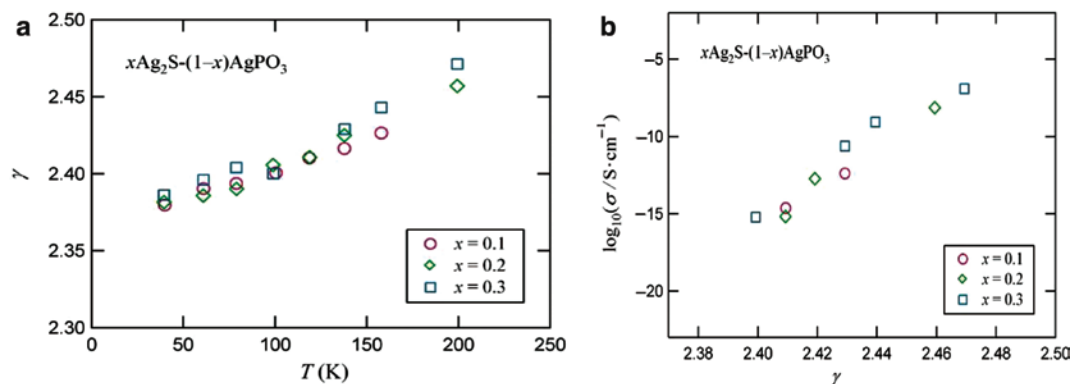 a
2.50
2.45
2.40
2.35
2.30
γ
xAg₂S-(1–x)AgPO₃
x = 0.1
x = 0.2
x = 0.3
0
50
100
150
200
250
T (K)
b
−5
−10
−15
−20
log₁₀(σ / S·cm⁻¹)
xAg₂S-(1–x)AgPO₃
x = 0.1
x = 0.2
x = 0.3
2.38
2.40
2.42
2.44
2.46
2.48
2.50
γ